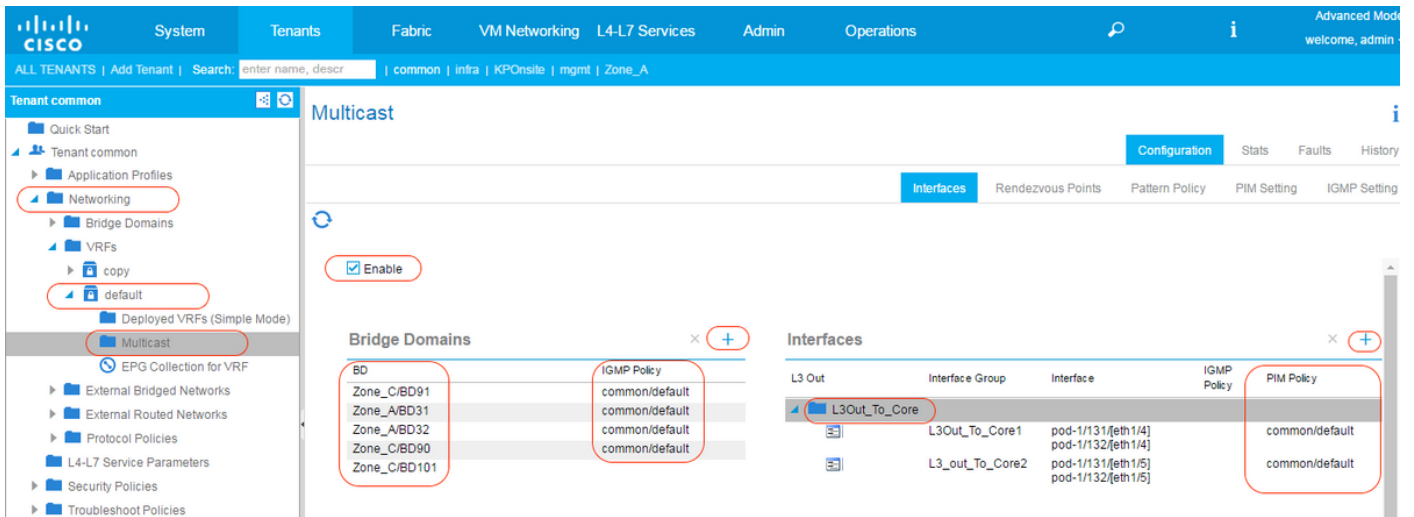 CISCO
System Tenants Fabric VM Networking L4-L7 Services Admin Operations i
Advanced Mode
welcome, admin
ALL TENANTS | Add Tenant | Search: enter name, descr | common | infra | KPOnsite | mgmt | Zone_A
Tenant common
Quick Start
Tenant common
Application Profiles
Networking
Bridge Domains
VRFs
copy
default
Deployed VRFs (Simple Mode)
Multicast
EPG Collection for VRF
External Bridged Networks
External Routed Networks
Protocol Policies
L4-L7 Service Parameters
Security Policies
Troubleshoot Policies
Multicast i
Configuration Stats Faults History
Interfaces Rendezvous Points Pattern Policy PIM Setting IGMP Setting
Enable
Bridge Domains
BD IGMP Policy
Zone_C/BD91 common/default
Zone_A/BD31 common/default
Zone_A/BD32 common/default
Zone_C/BD90 common/default
Zone_C/BD101
Interfaces
L3 Out Interface Group Interface IGMP Policy PIM Policy
L3Out_To_Core
L3Out_To_Core1 pod-1/131/[eth1/4] common/default
pod-1/132/[eth1/4]
L3_out_To_Core2 pod-1/131/[eth1/5] common/default
pod-1/132/[eth1/5]